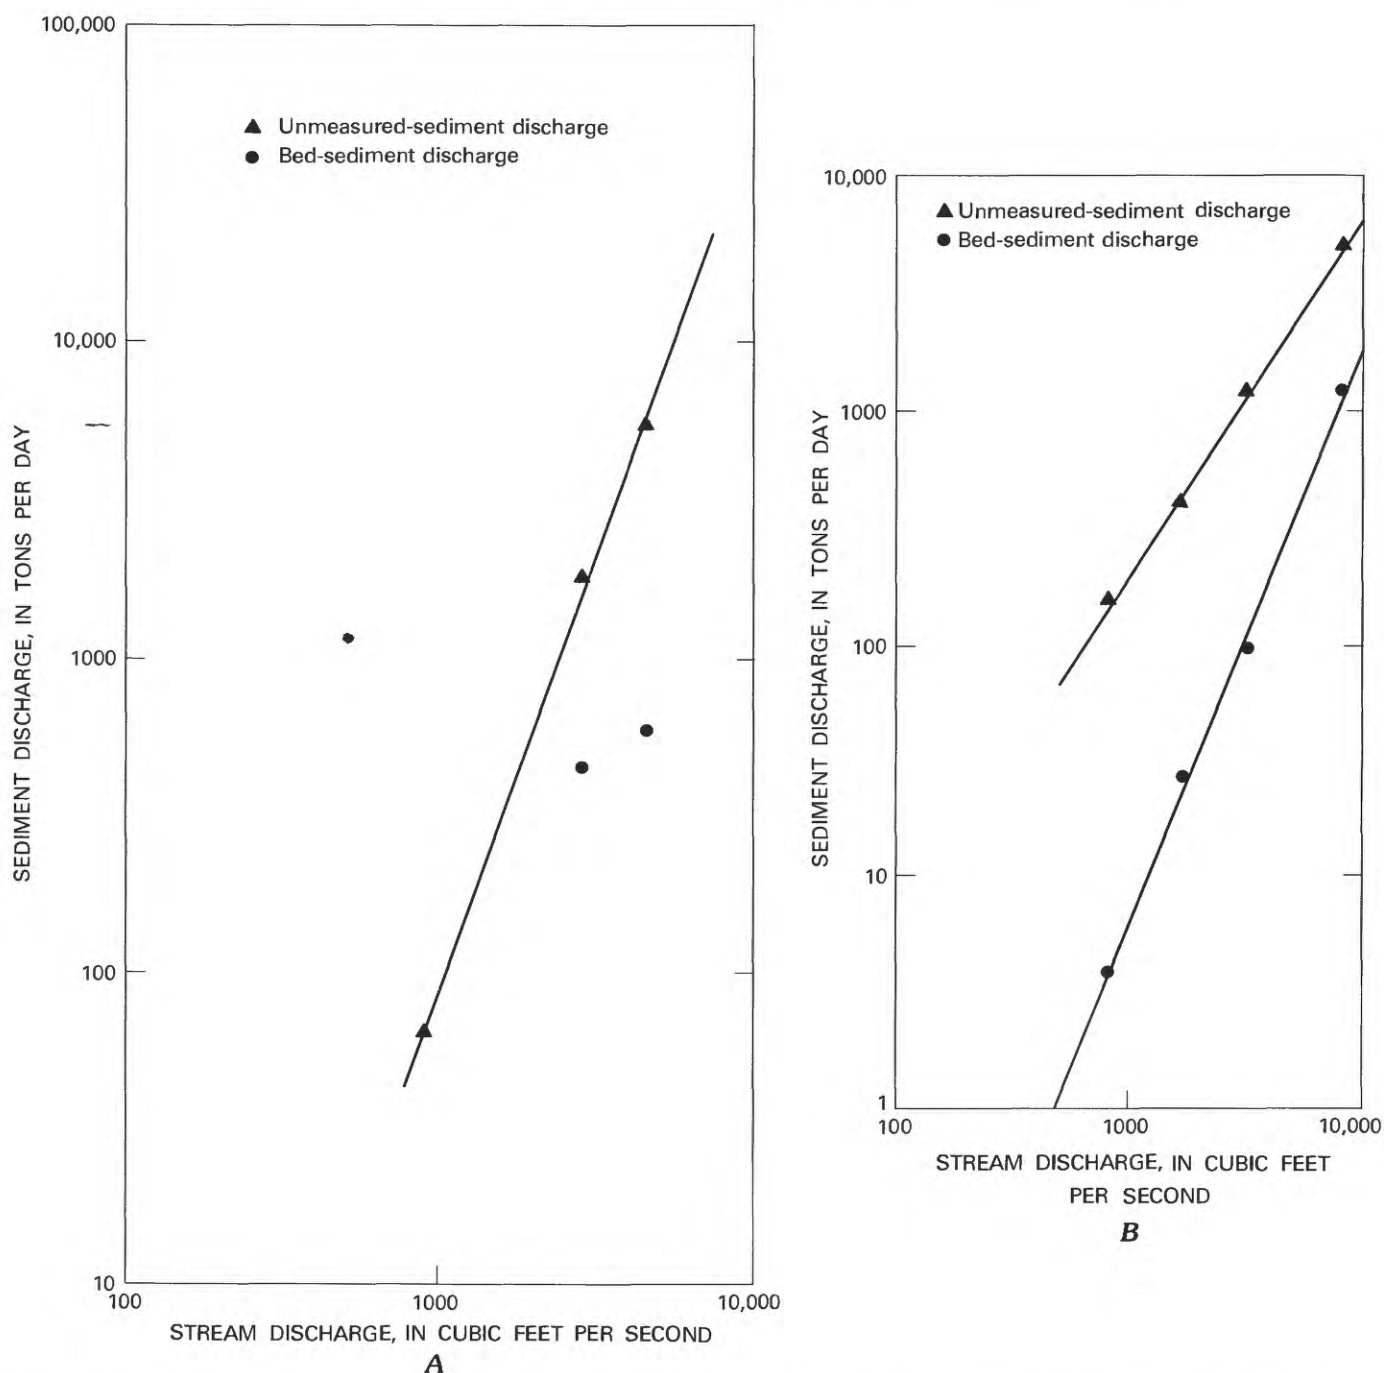 100,000
▲ Unmeasured-sediment discharge
● Bed-sediment discharge
10,000
1000
100
10
SEDIMENT DISCHARGE, IN TONS PER DAY
100
1000
10,000
STREAM DISCHARGE, IN CUBIC FEET PER SECOND
A
10,000
▲ Unmeasured-sediment discharge
● Bed-sediment discharge
1000
100
10
1
SEDIMENT DISCHARGE, IN TONS PER DAY
100
1000
10,000
STREAM DISCHARGE, IN CUBIC FEET
PER SECOND
B